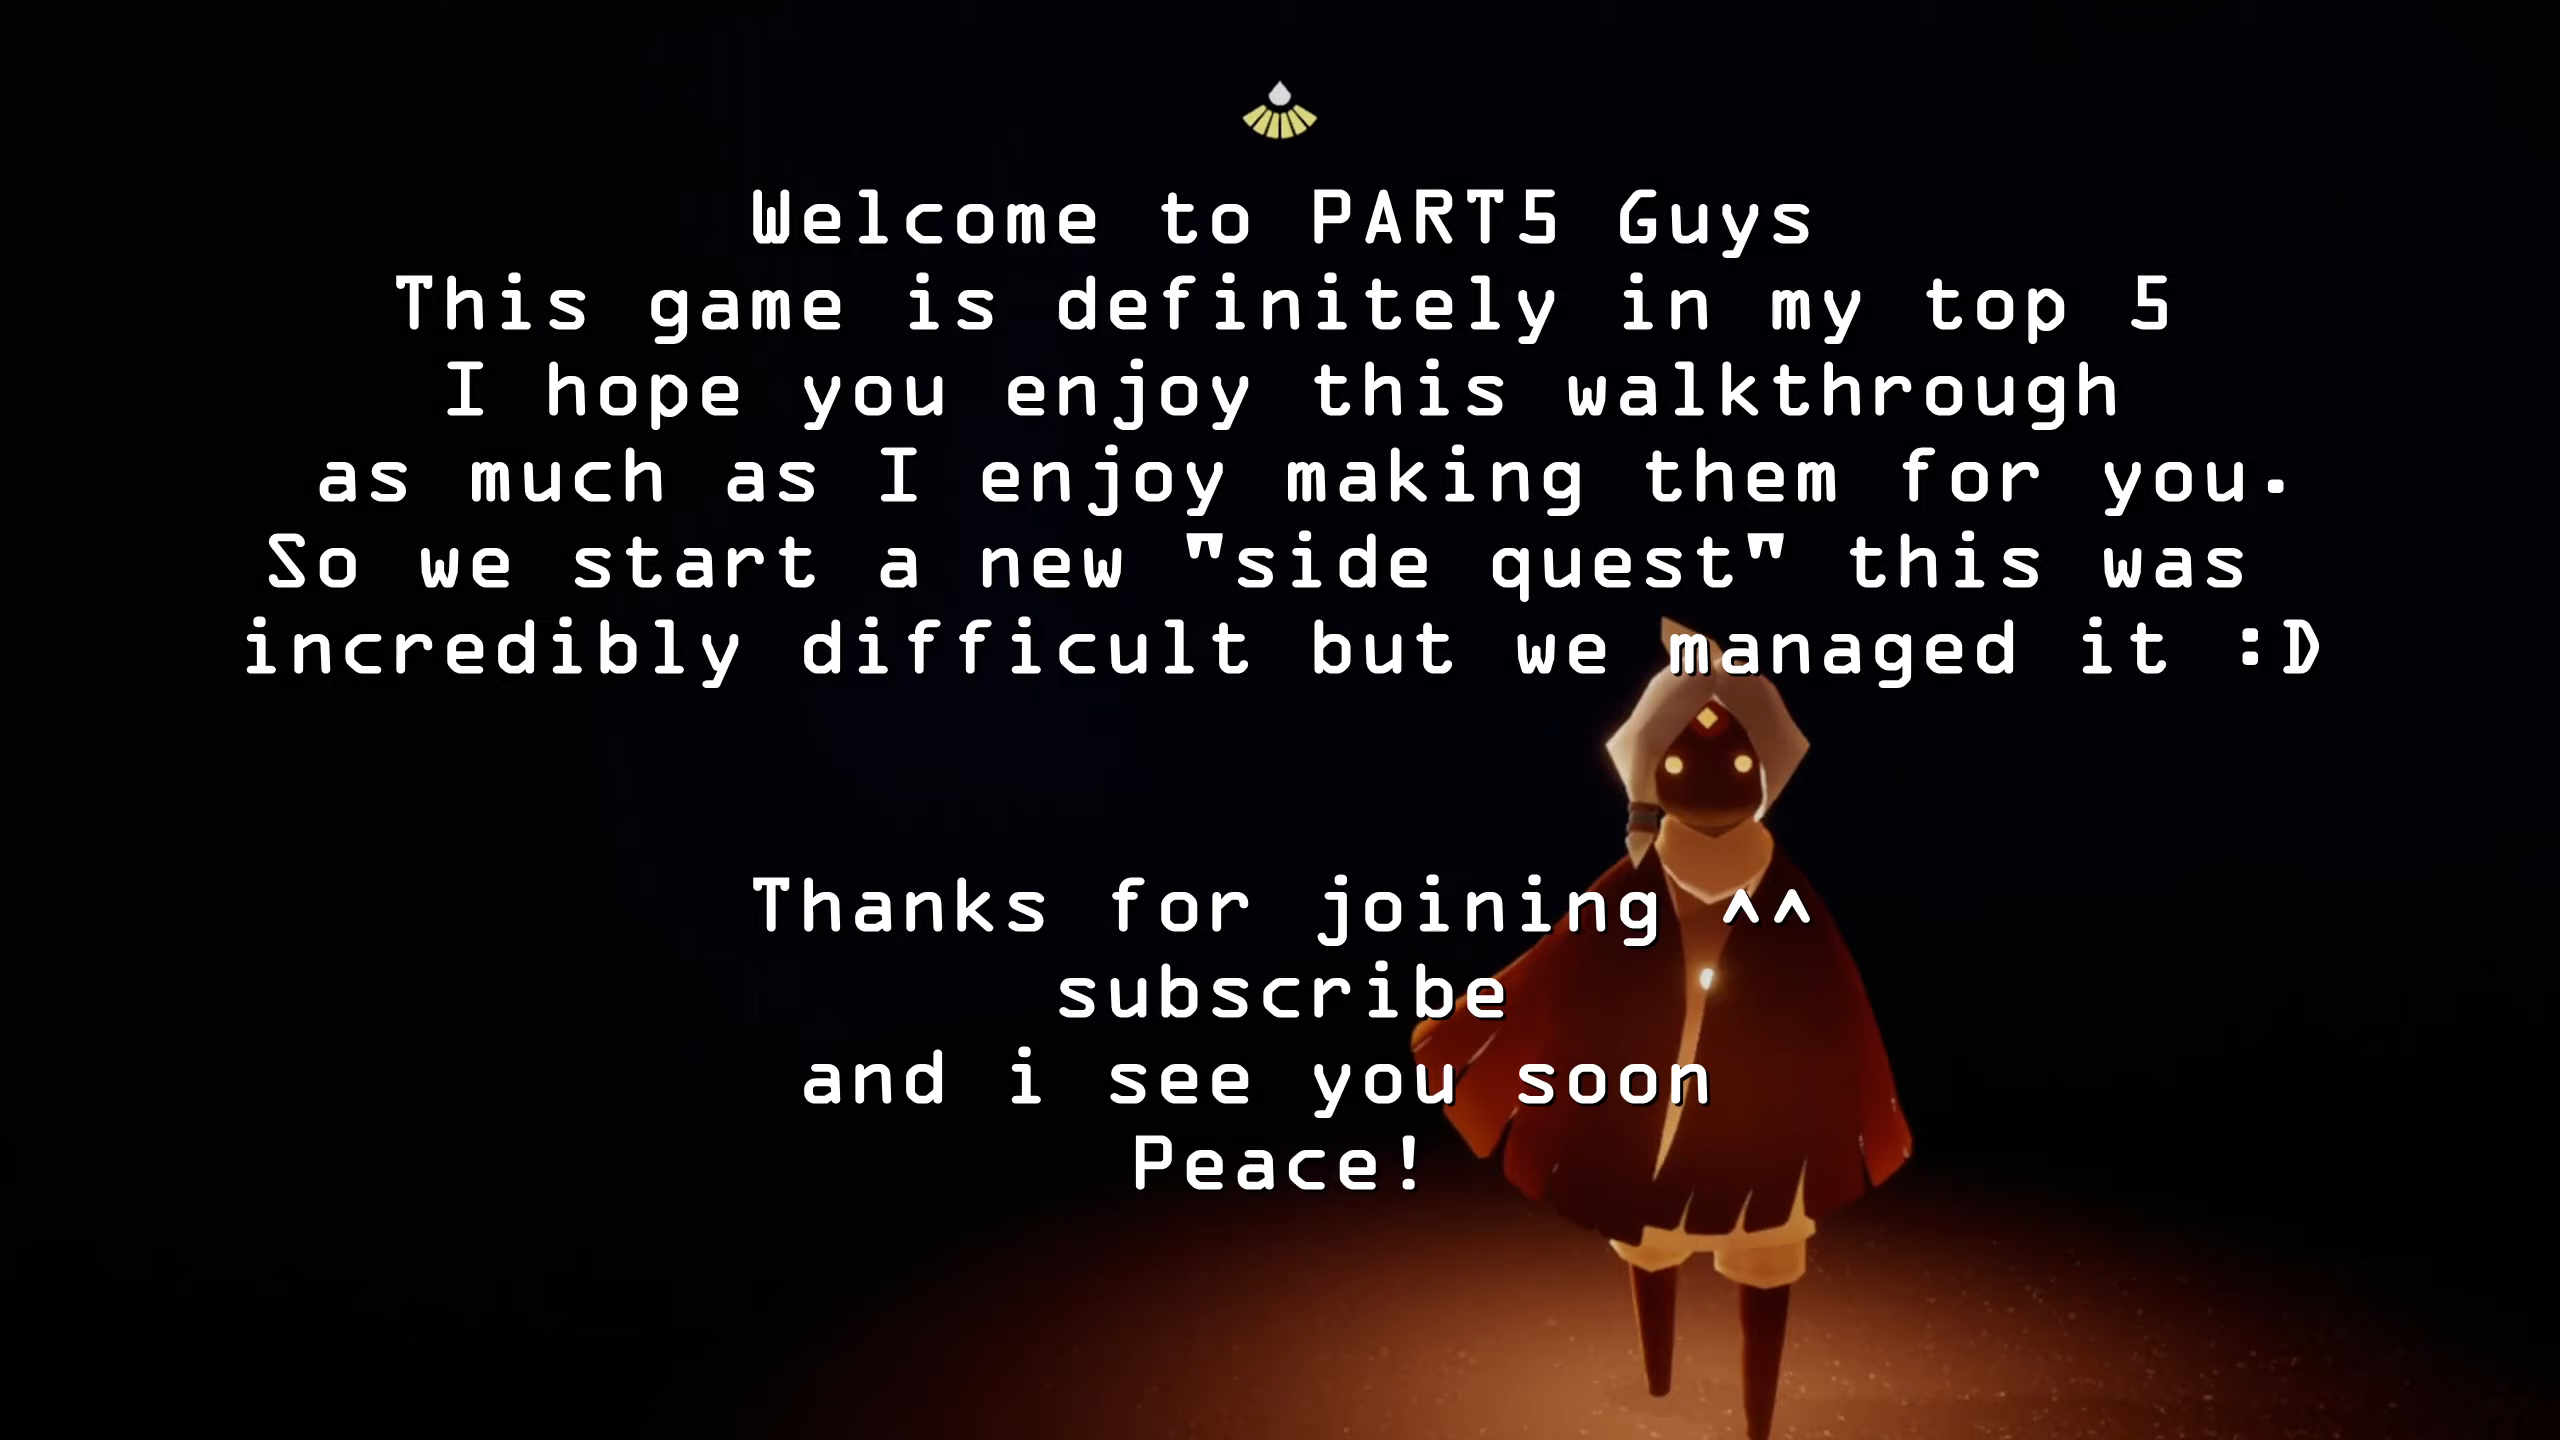 Welcome to PART5 Guys
This game is definitely in my top 5
I hope you enjoy this walkthrough
as much as I enjoy making them for you.
So we start a new "side quest" this was
incredibly difficult but we managed it :D
Thanks for joining ^^
subscribe
and i see you soon
Peace!